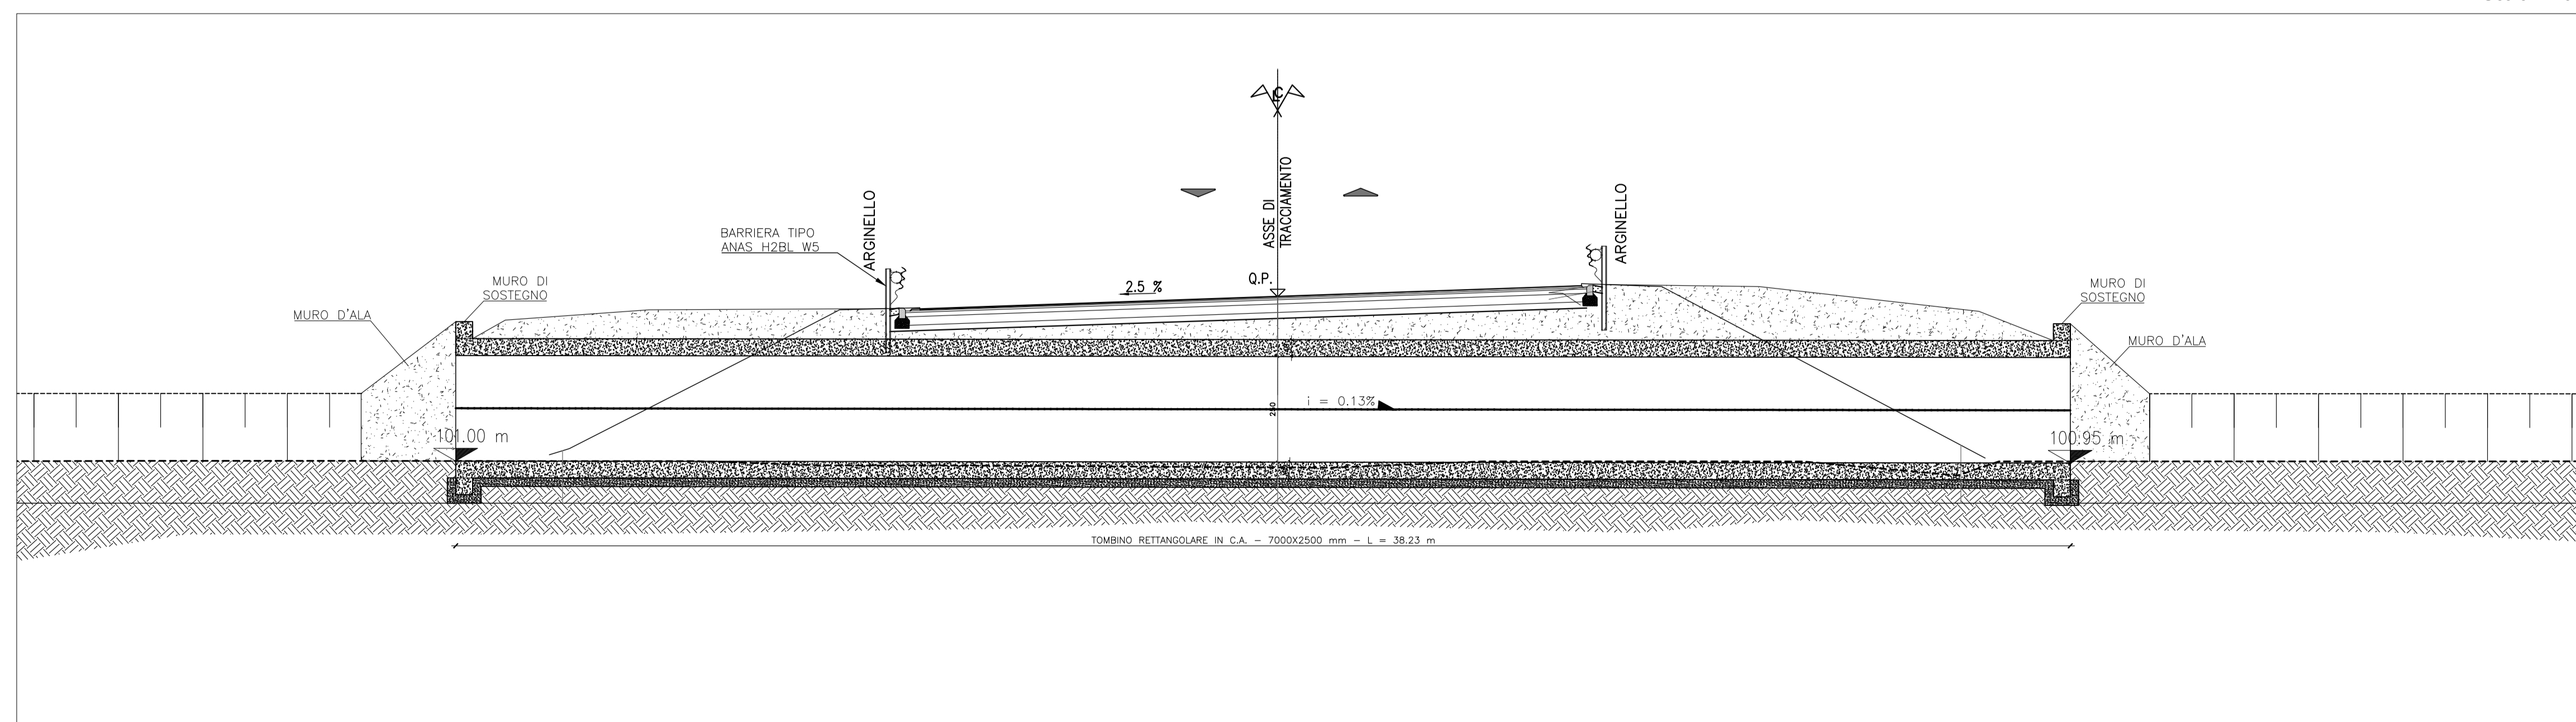 ASSE DI
TRACCIAMENTO
ARGINELLO
ARGINELLO
BARRIERA TIPO
ANAS H2BL W5
Q.P.
2.5 %
MURO DI
SOSTEGNO
MURO D'ALA
MURO DI
SOSTEGNO
MURO D'ALA
250
i = 0.13%
101.00 m
100.95 m
TOMBINO RETTANGOLARE IN C.A. – 7000X2500 mm – L = 38.23 m